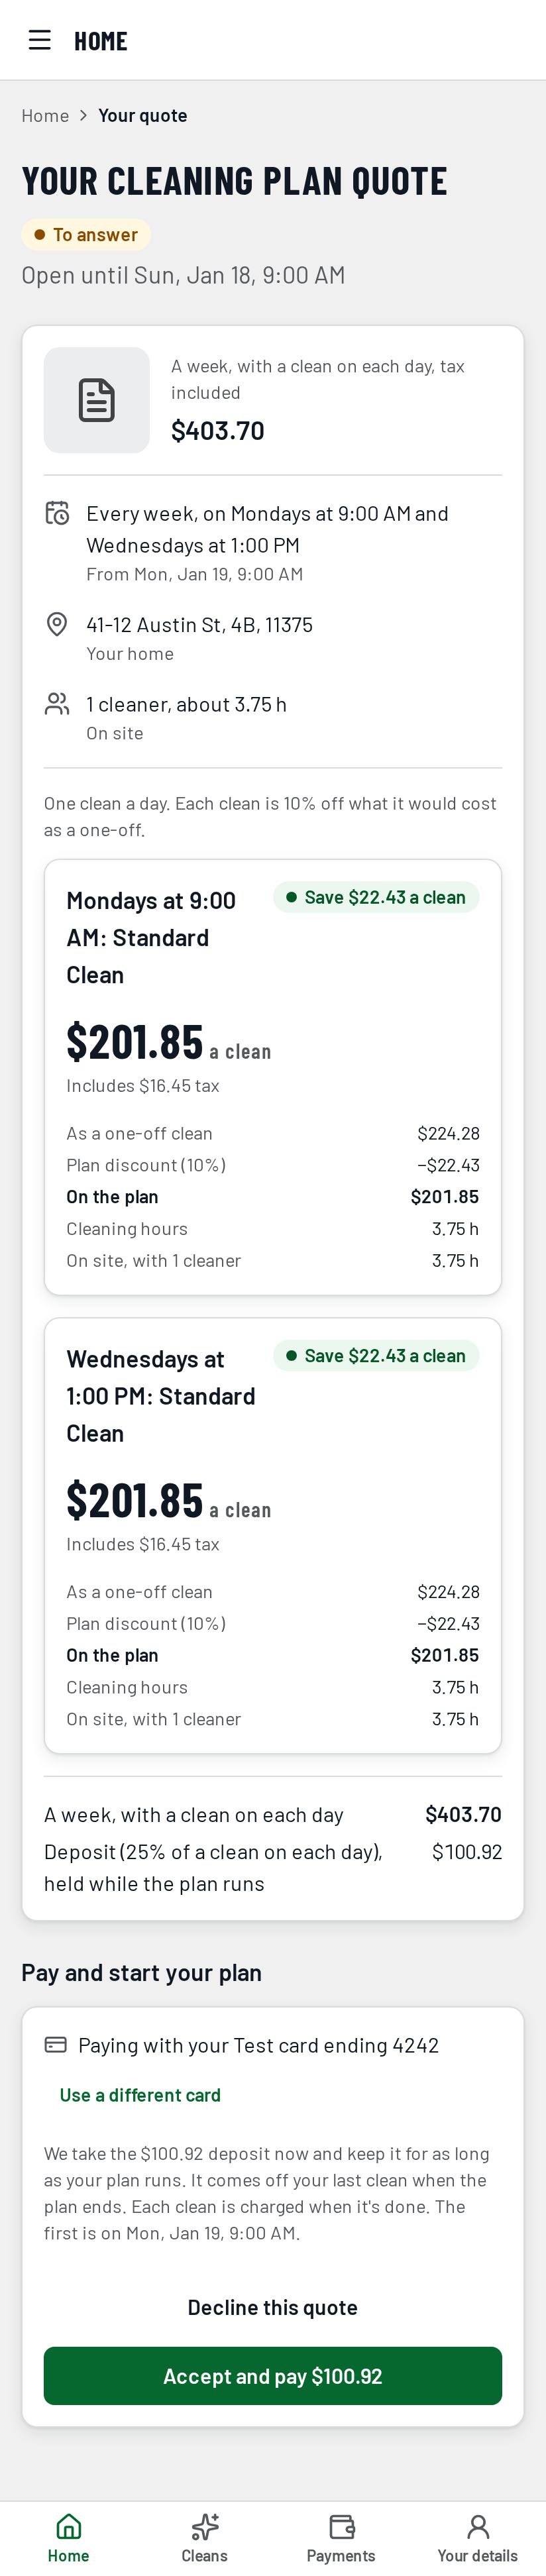 HOME
Home > Your quote
YOUR CLEANING PLAN QUOTE
To answer
Open until Sun, Jan 18, 9:00 AM
A week, with a clean on each day, tax
included
$403.70
Every week, on Mondays at 9:00 AM and
Wednesdays at 1:00 PM
From Mon, Jan 19, 9:00 AM
41-12 Austin St, 4B, 11375
Your home
1 cleaner, about 3.75 h
On site
One clean a day. Each clean is 10% off what it would cost
as a one-off.
Mondays at 9:00
AM: Standard
Clean
Save $22.43 a clean
$201.85 a clean
Includes $16.45 tax
As a one-off clean $224.28
Plan discount (10%) −$22.43
On the plan $201.85
Cleaning hours 3.75 h
On site, with 1 cleaner 3.75 h
Wednesdays at
1:00 PM: Standard
Clean
Save $22.43 a clean
$201.85 a clean
Includes $16.45 tax
As a one-off clean $224.28
Plan discount (10%) −$22.43
On the plan $201.85
Cleaning hours 3.75 h
On site, with 1 cleaner 3.75 h
A week, with a clean on each day $403.70
Deposit (25% of a clean on each day), $100.92
held while the plan runs
Pay and start your plan
Paying with your Test card ending 4242
Use a different card
We take the $100.92 deposit now and keep it for as long
as your plan runs. It comes off your last clean when the
plan ends. Each clean is charged when it's done. The
first is on Mon, Jan 19, 9:00 AM.
Decline this quote
Accept and pay $100.92
Home Cleans Payments Your details